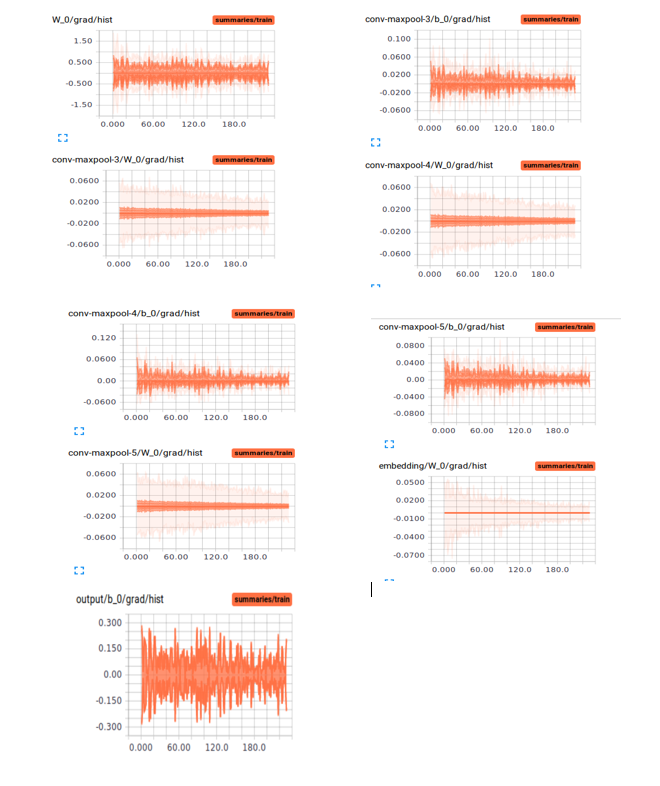 W_0/grad/hist
summaries/train
1.50
0.500
-0.500
-1.50
0.000 60.00 120.0 180.0
conv-maxpool-3/b_0/grad/hist
summaries/train
0.100
0.0600
0.0200
-0.0200
-0.0600
0.000 60.00 120.0 180.0
conv-maxpool-3/W_0/grad/hist
summaries/train
0.0600
0.0200
-0.0200
-0.0600
0.000 60.00 120.0 180.0
conv-maxpool-4/W_0/grad/hist
summaries/train
0.0600
0.0200
-0.0200
-0.0600
0.000 60.00 120.0 180.0
conv-maxpool-4/b_0/grad/hist
summaries/train
0.120
0.0600
0.00
-0.0600
0.000 60.00 120.0 180.0
conv-maxpool-5/b_0/grad/hist
summaries/train
0.0800
0.0400
0.00
-0.0400
-0.0800
0.000 60.00 120.0 180.0
conv-maxpool-5/W_0/grad/hist
summaries/train
0.0600
0.0200
-0.0200
-0.0600
0.000 60.00 120.0 180.0
embedding/W_0/grad/hist
summaries/train
0.0500
0.0200
-0.0100
-0.0400
-0.0700
0.000 60.00 120.0 180.0
output/b_0/grad/hist
summaries/train
0.300
0.150
0.00
-0.150
-0.300
0.000 60.00 120.0 180.0